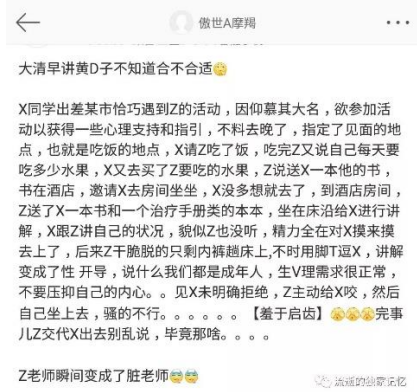 傲世A摩羯
大清早讲黄D子不知道合不合适
X同学出差某市恰巧遇到Z的活动，因仰慕其大名，欲参加活
动以获得一些心理支持和指引，不料去晚了，指定了见面的地
点，也就是吃饭的地点，X请Z吃了饭，吃完Z又说自己每天要
吃多少水果，X又去买了Z要吃的水果，Z说送X一本他的书，
书在酒店，邀请X去房间坐坐，X没多想就去了，到酒店房间，
Z送了X一本书和一个治疗手册类的本本，坐在床沿给X进行讲
解，X跟Z讲自己的状况，貌似Z也没听，精力全在对X摸来摸
去上了，后来Z干脆脱的只剩内裤趟床上,不时用脚T逗X，讲解
变成了性 开导，说什么我们都是成年人，生V理需求很正常，
不要压抑自己的内心。。见X未明确拒绝，Z主动给X咬，然后
自己坐上去，骚的不行。。。。。。【羞于启齿】完事
儿Z交代X出去别乱说，毕竟那啥。。。。
Z老师瞬间变成了脏老师
流逝的独家记忆